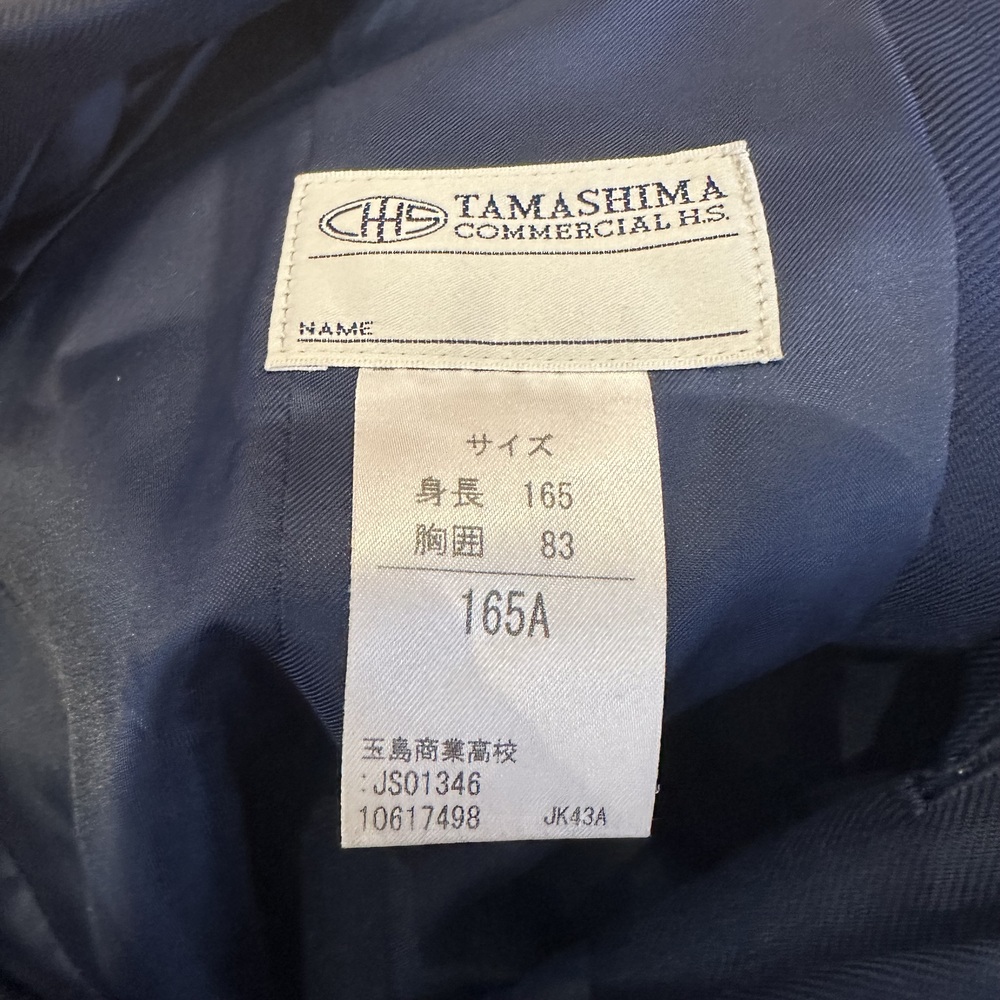 CHS TAMASHIMA
COMMERCIAL H.S.
NAME
サイズ
身長 165
胸囲 83
165A
玉島商業高校
:JS01346
10617498 JK43A